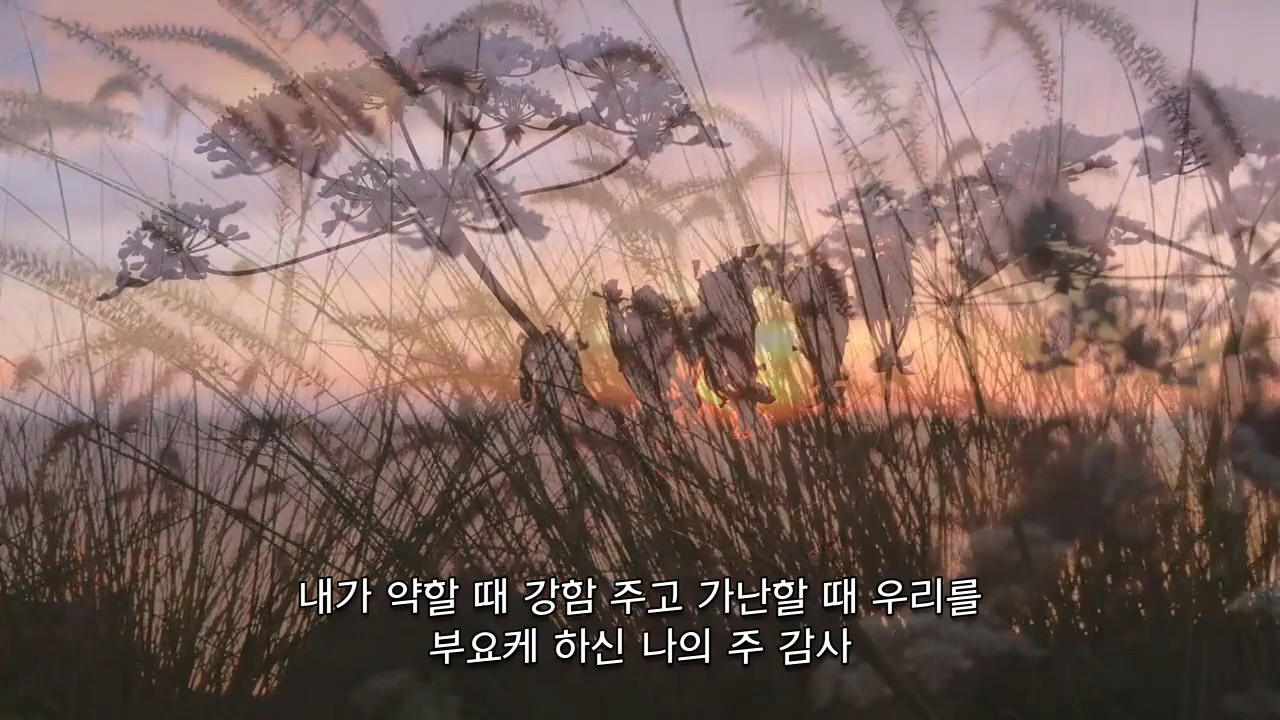 내가 약할 때 강함 주고 가난할 때 우리를
부요케 하신 나의 주 감사